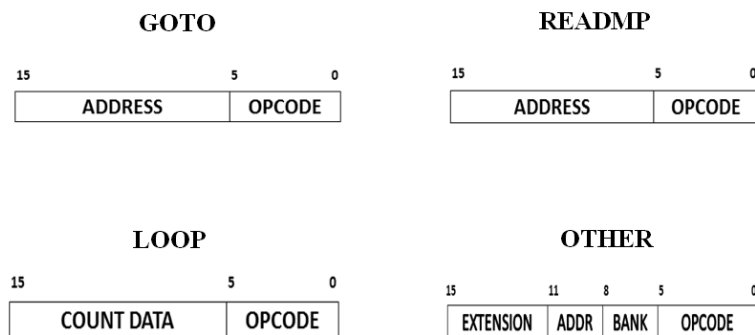 GOTO
15 5 0
ADDRESS OPCODE
READMP
15 5 0
ADDRESS OPCODE
LOOP
15 5 0
COUNT DATA OPCODE
OTHER
15 11 8 5 0
EXTENSION ADDR BANK OPCODE